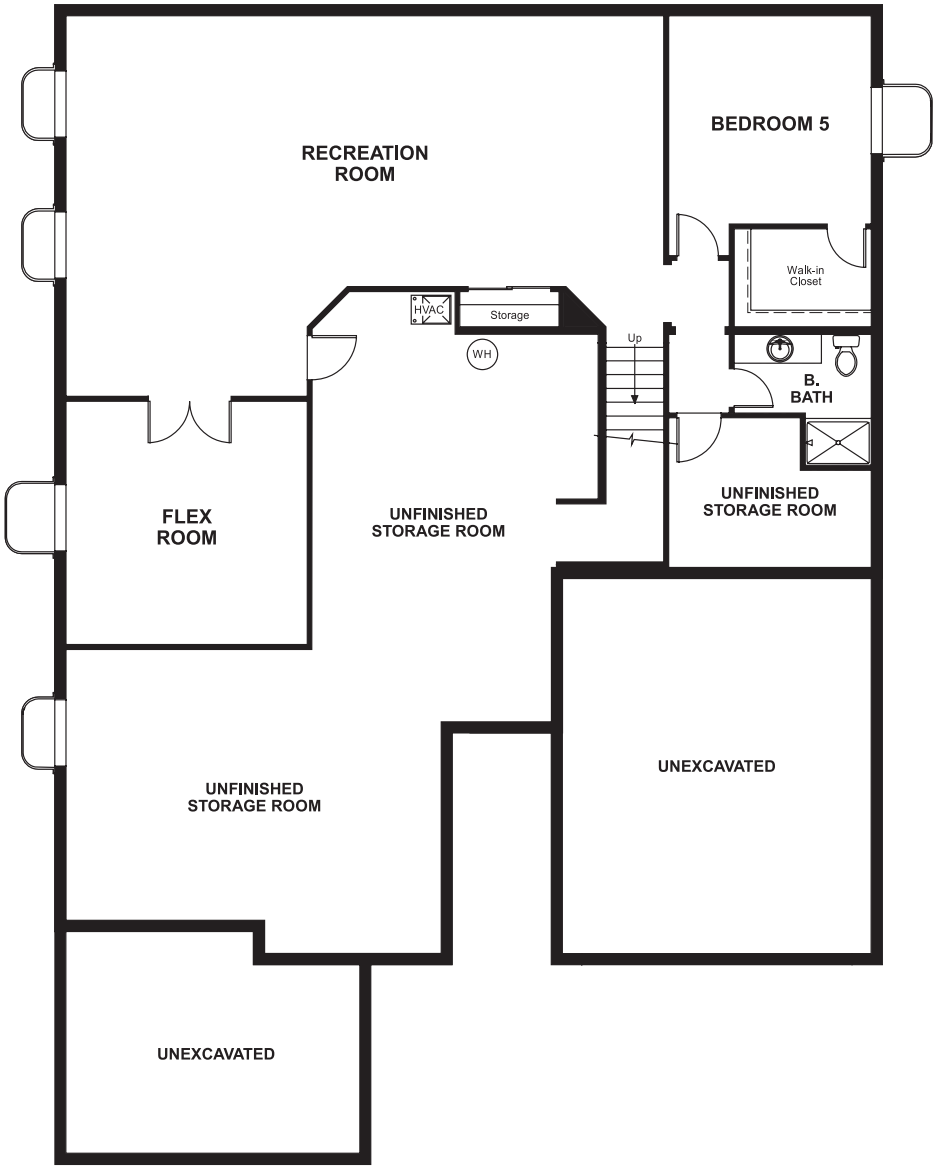 BEDROOM 5
RECREATION
ROOM
Walk-in
Closet
HVAC
Storage
Up
WH
B.
BATH
FLEX
ROOM
UNFINISHED
STORAGE ROOM
UNFINISHED
STORAGE ROOM
UNEXCAVATED
UNFINISHED
STORAGE ROOM
UNEXCAVATED